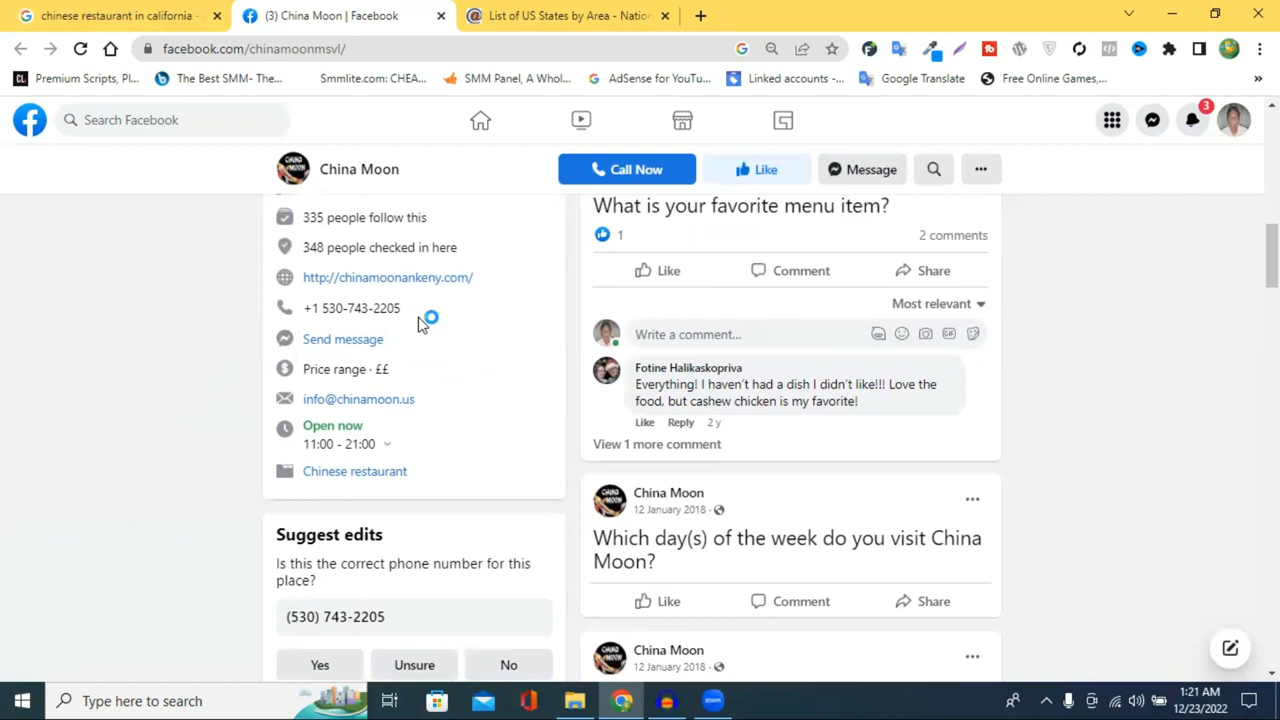 chinese restaurant in california
(3) China Moon | Facebook
List of US States by Area - Nation
facebook.com/chinamoonmsvl/
Premium Scripts, Pl...
The Best SMM- The...
Smmlite.com: CHEA...
SMM Panel, A Whol...
AdSense for YouTu...
Linked accounts -...
Google Translate
Free Online Games,...
Search Facebook
3
China Moon
Call Now
Like
Message
335 people follow this
348 people checked in here
http://chinamoonankeny.com/
+1 530-743-2205
Send message
Price range · ££
info@chinamoon.us
Open now
11:00 - 21:00
Chinese restaurant
Suggest edits
Is this the correct phone number for this
place?
(530) 743-2205
Yes
Unsure
No
What is your favorite menu item?
1
2 comments
Like
Comment
Share
Most relevant
Write a comment...
Fotine Halikaskopriva
Everything! I haven't had a dish I didn't like!!! Love the
food, but cashew chicken is my favorite!
Like Reply 2 y
View 1 more comment
China Moon
12 January 2018 ·
Which day(s) of the week do you visit China
Moon?
Like
Comment
Share
China Moon
12 January 2018 ·
Type here to search
zoom
1:21 AM
12/23/2022